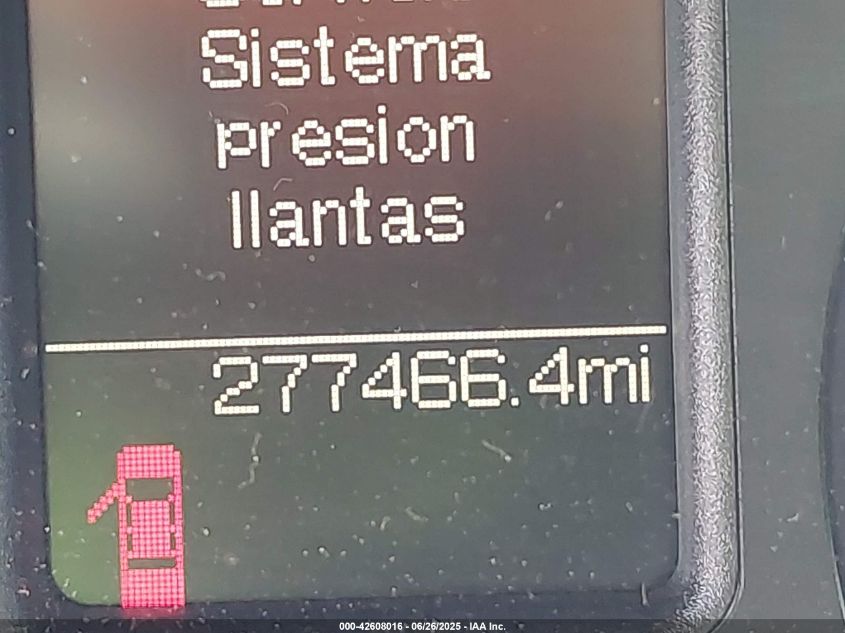 Sistema
presion
llantas
277466.4mi
000-42608016 - 06/26/2025 - IAA Inc.